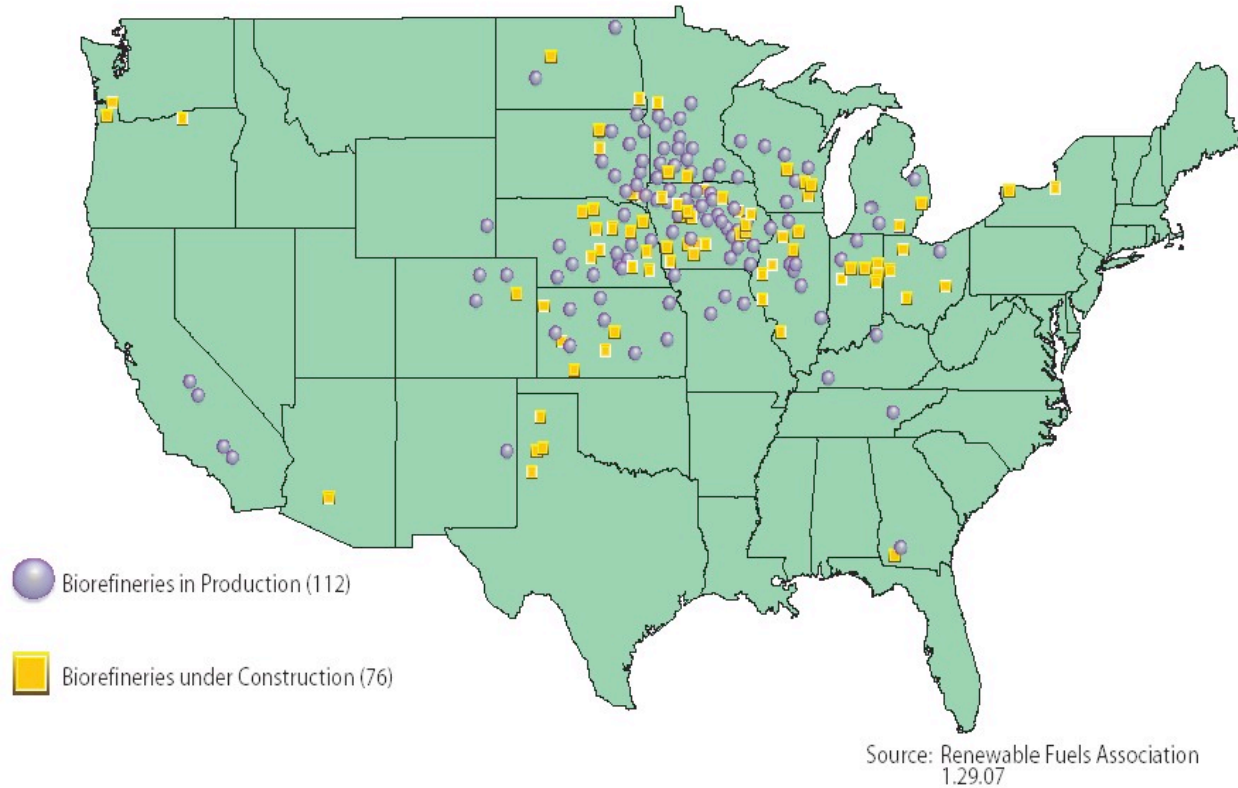 Biorefineries in Production (112)
Biorefineries under Construction (76)
Source: Renewable Fuels Association
1.29.07